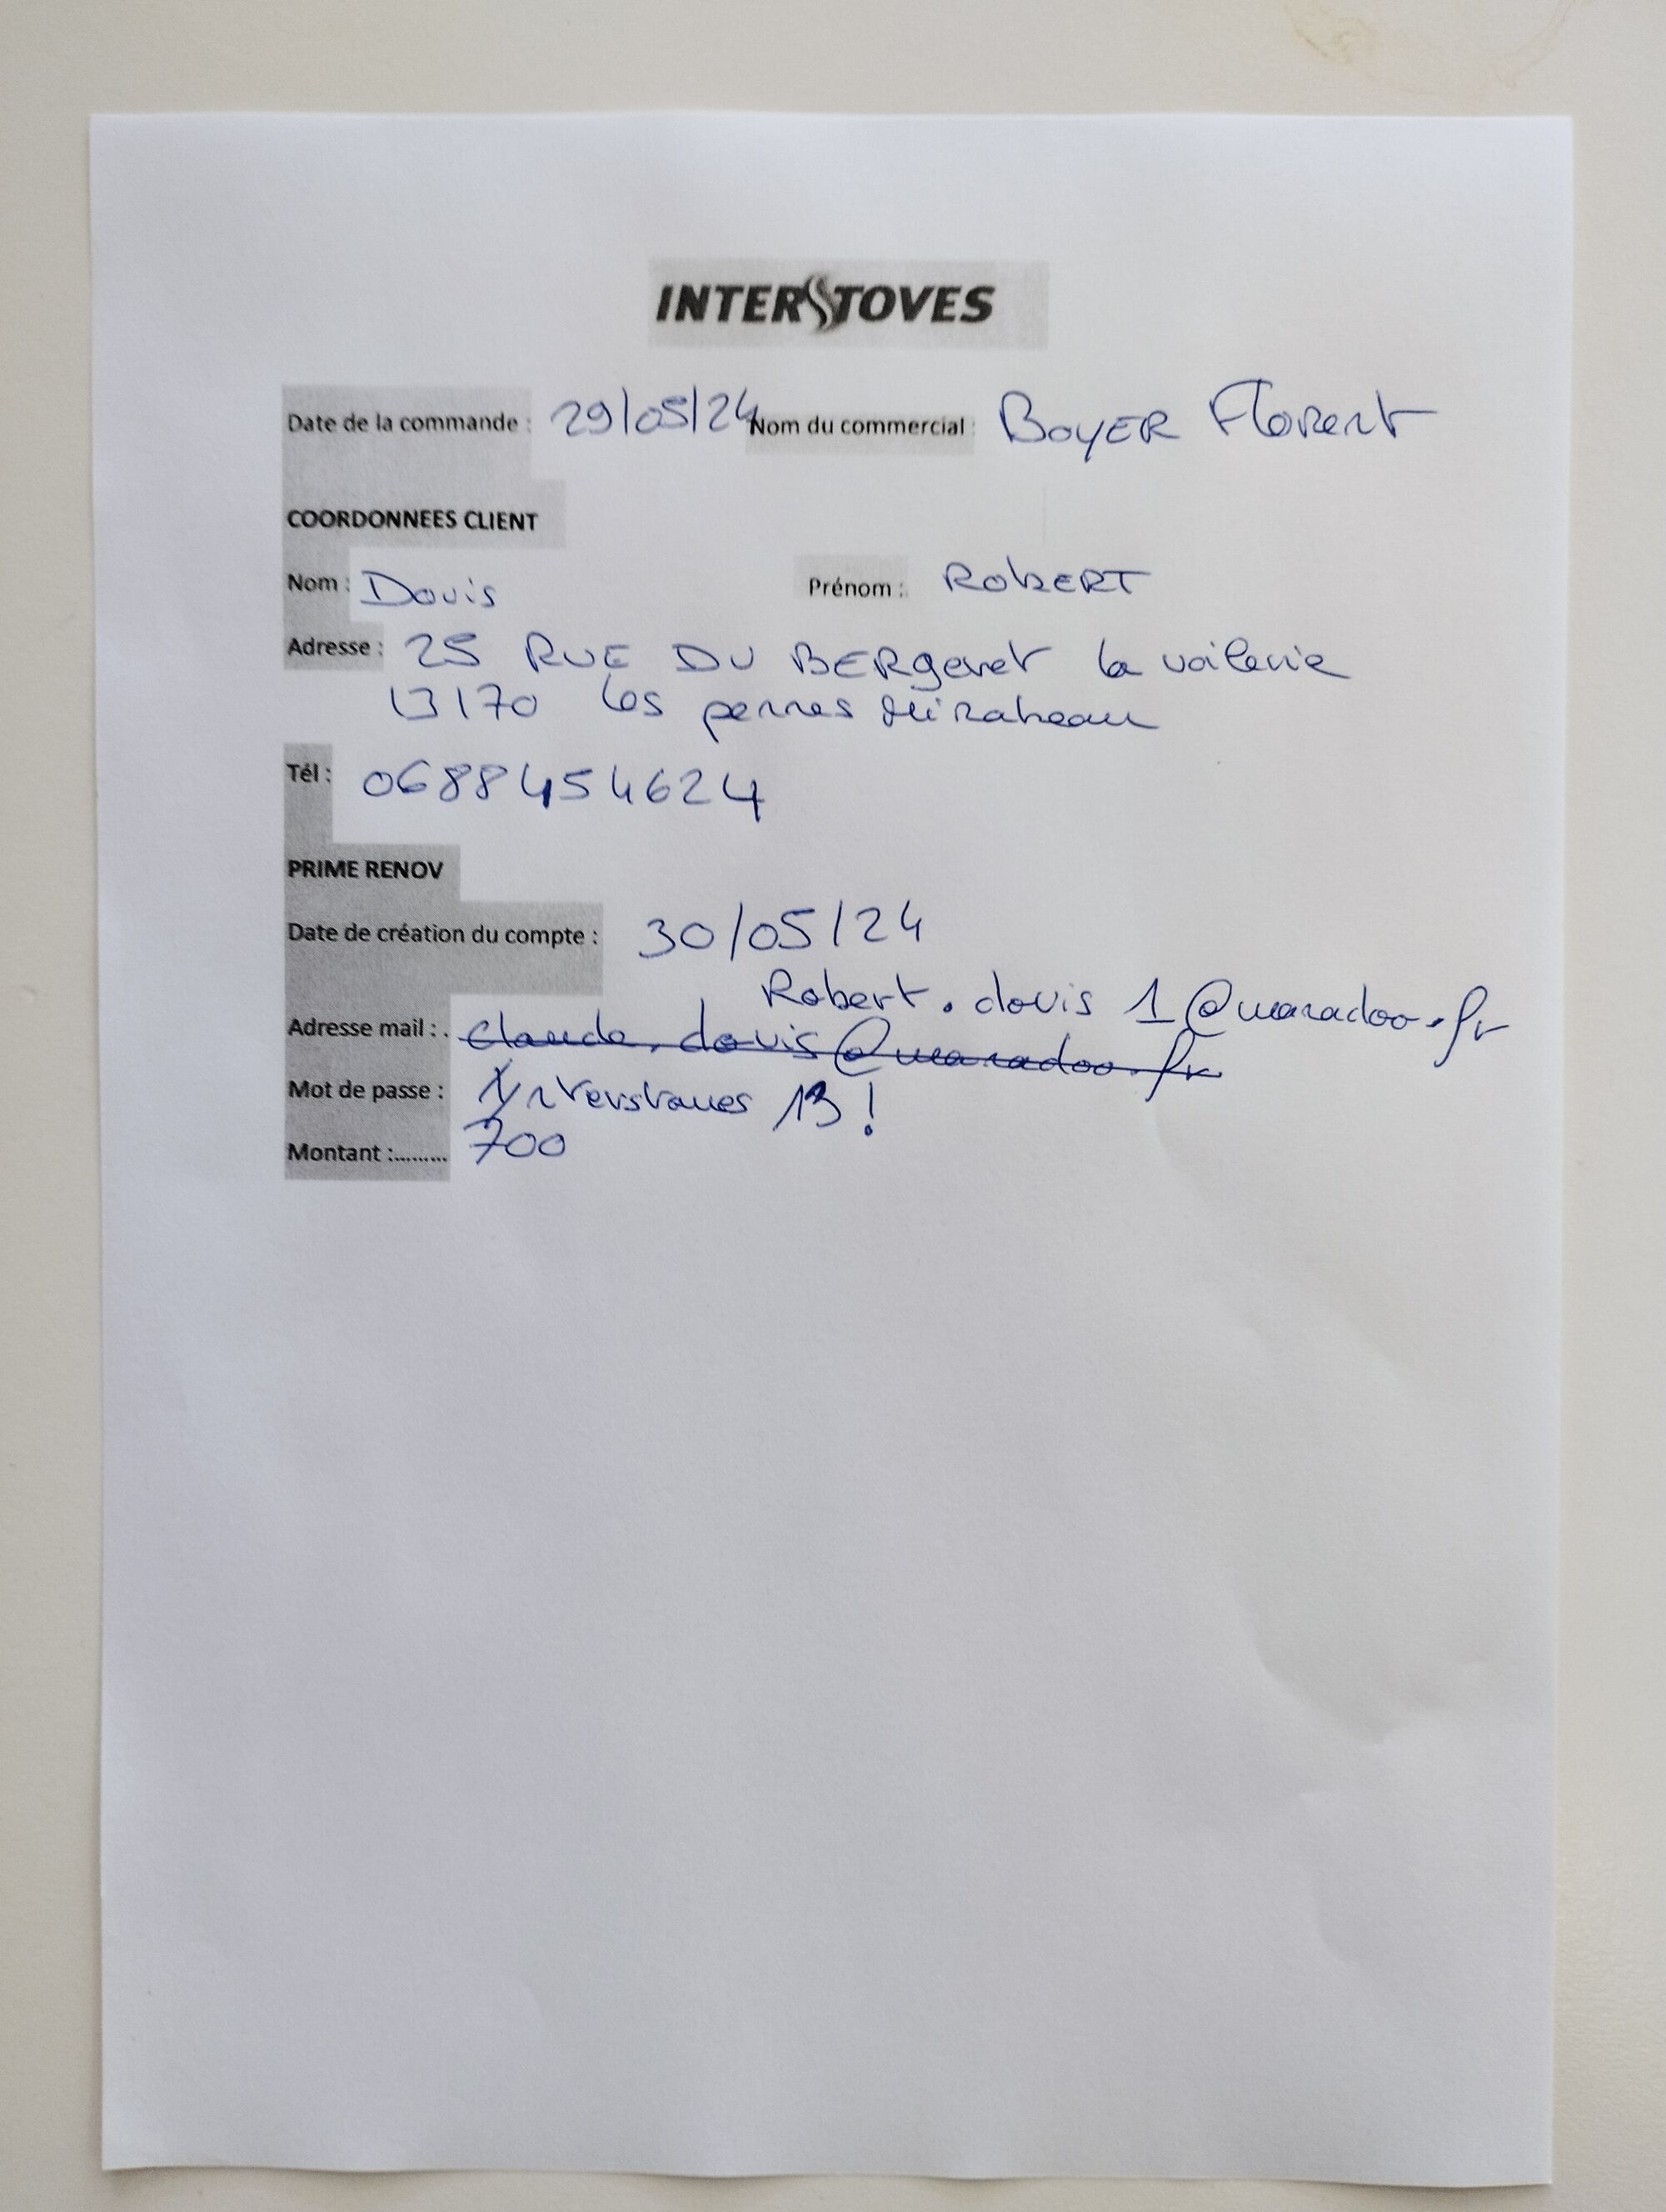 INTERSTOVES
Date de la commande : 29/05/24 Nom du commercial : BOYER Florent
COORDONNEES CLIENT
Nom : Davis Prénom : ROBERT
Adresse : 25 RUE DU BERgeret la voilerie
13170 les pennes Mirabeau
Tél : 0688454624
PRIME RENOV
Date de création du compte : 30/05/24
Robert.davis 1 @wanadoo.fr
Adresse mail : . claude.davis@wanadoo.fr
Mot de passe : Interstoves 13!
Montant :......... 700